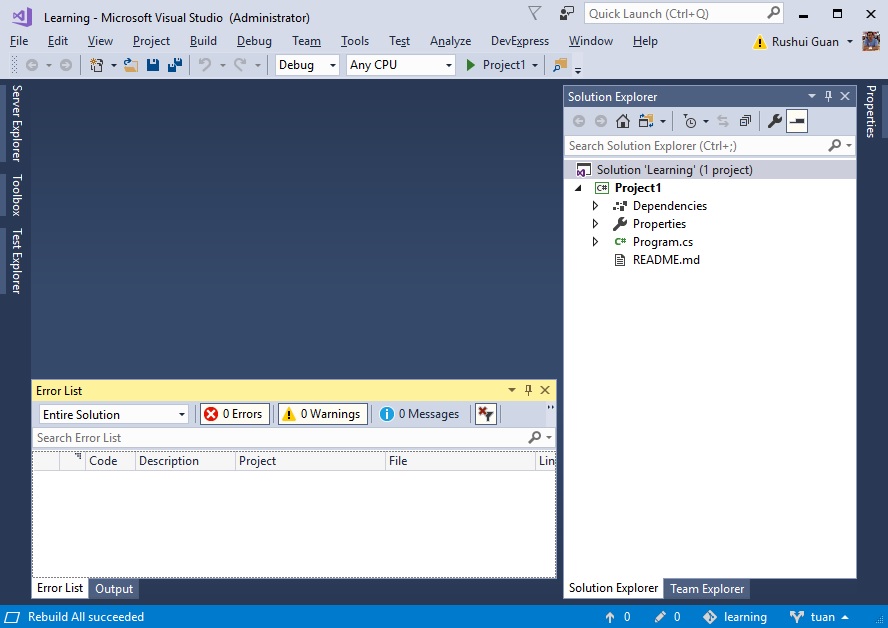 Learning - Microsoft Visual Studio (Administrator)
Quick Launch (Ctrl+Q)
File Edit View Project Build Debug Team Tools Test Analyze DevExpress Window Help
Rushui Guan
Debug Any CPU Project1
Server Explorer
Toolbox
Test Explorer
Solution Explorer
Search Solution Explorer (Ctrl+;)
Solution 'Learning' (1 project)
C# Project1
Dependencies
Properties
C# Program.cs
README.md
Properties
Error List
Entire Solution 0 Errors 0 Warnings 0 Messages
Search Error List
Code Description Project File Lin
Error List Output
Solution Explorer Team Explorer
Rebuild All succeeded 0 0 learning tuan